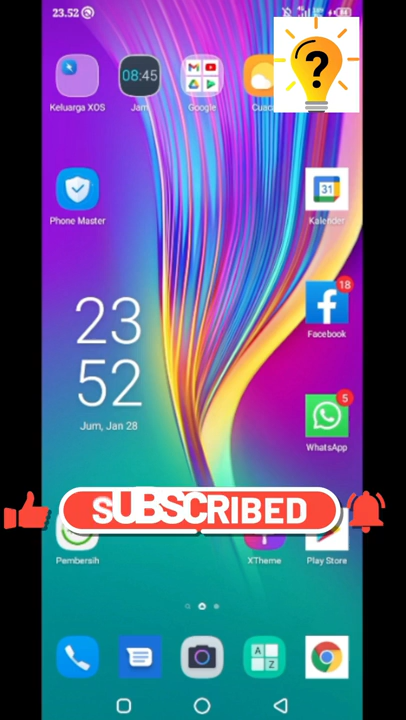 23.52
?
Keluarga XOS
08:45
Jam
Google
Phone Master
31
Kalender
23
52
Jum, Jan 28
18
Facebook
5
WhatsApp
SUBSCRIBED
Pembersih
XTheme
Play Store
A
Z